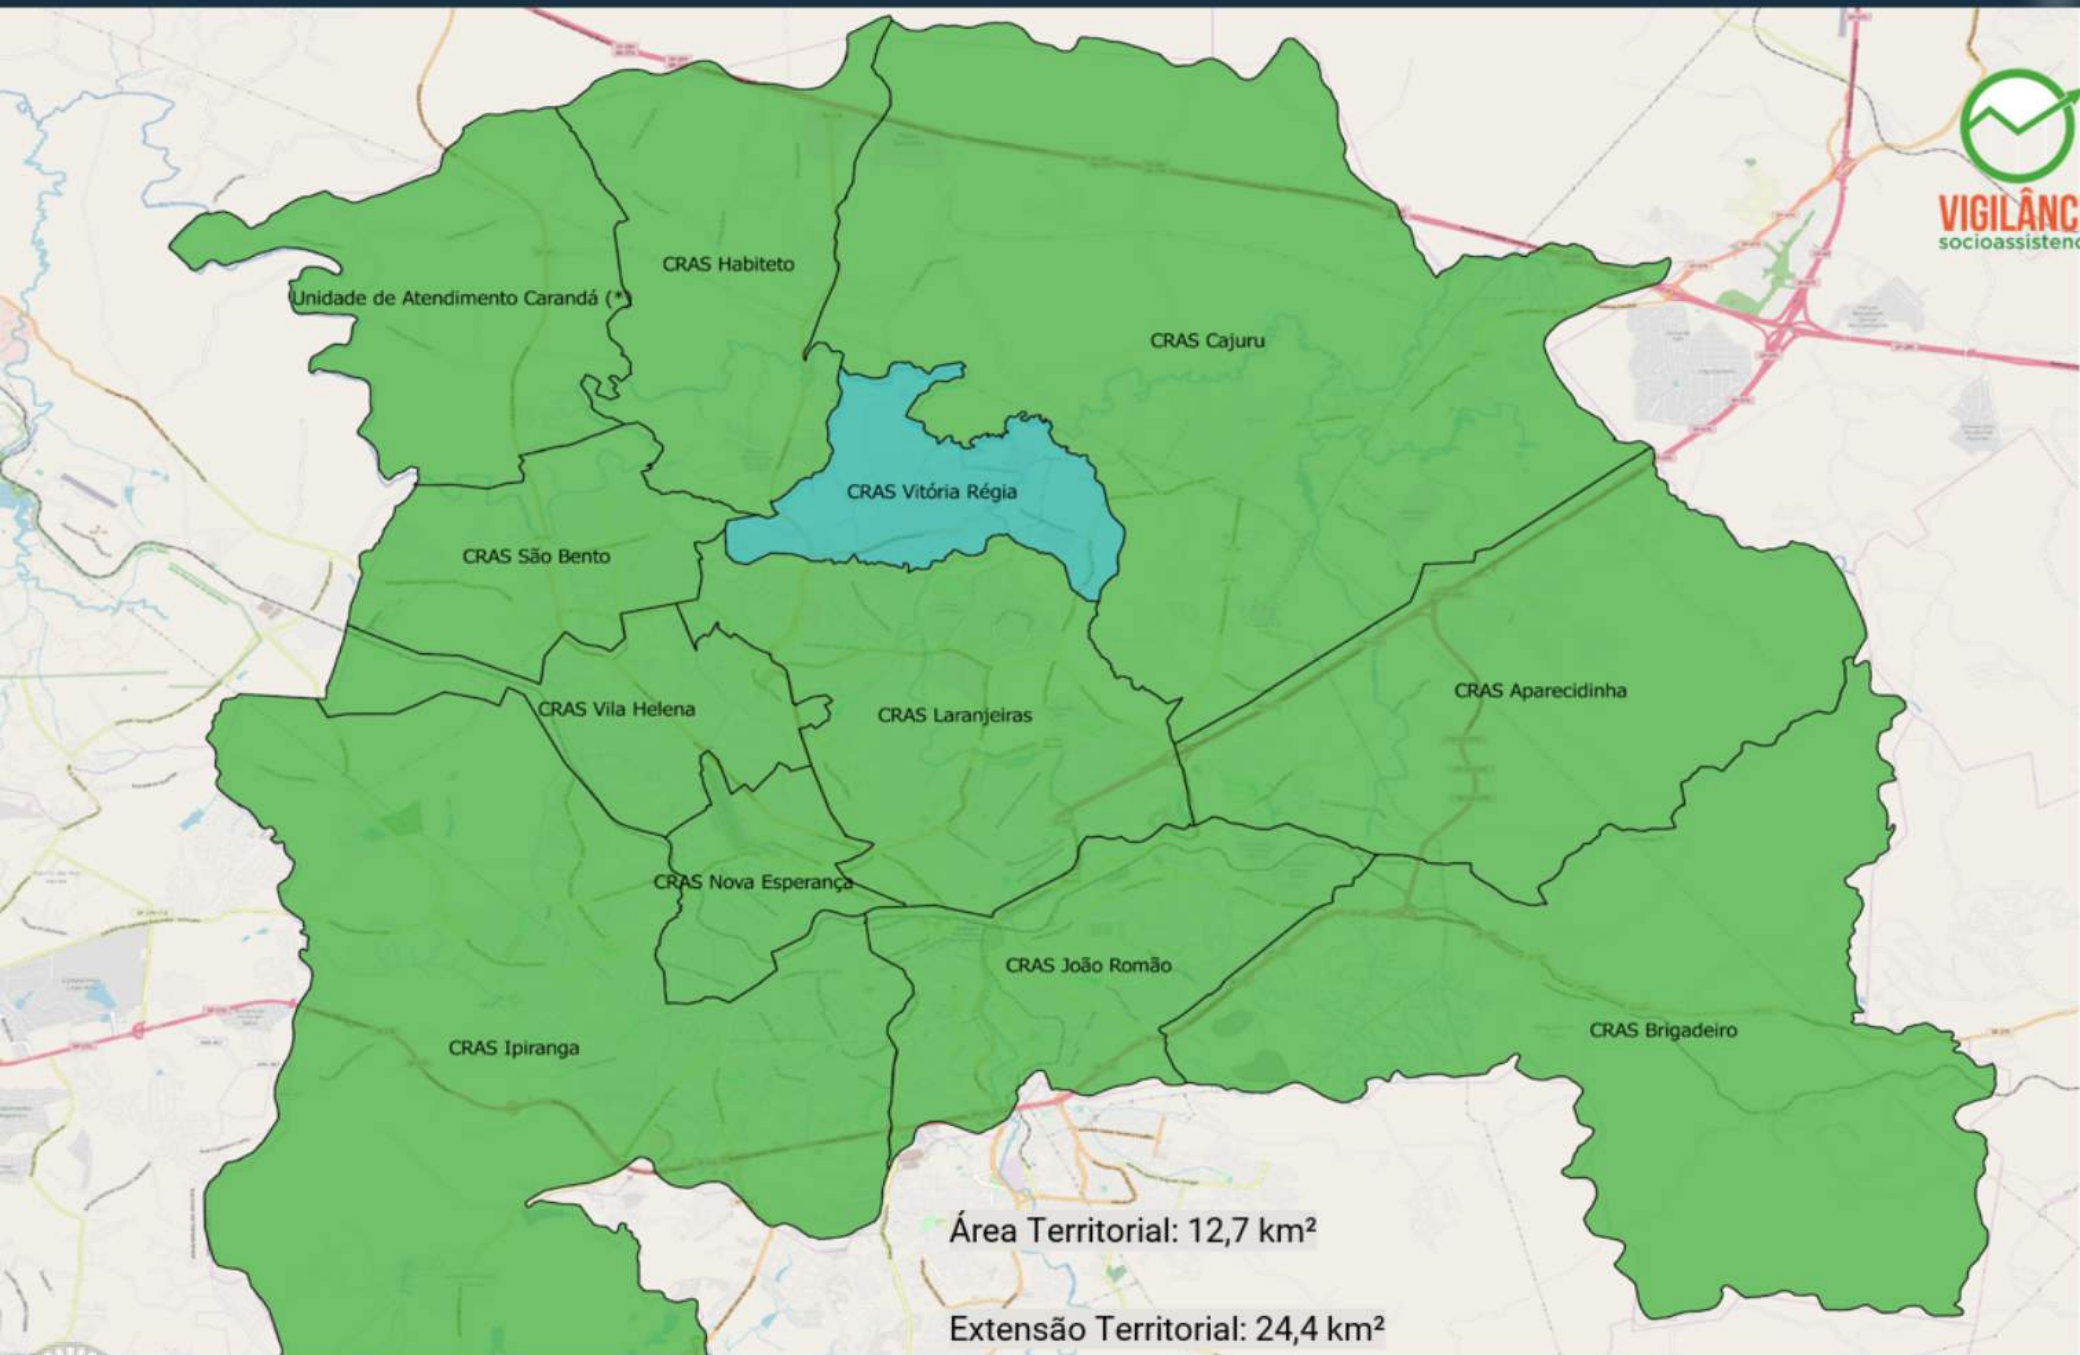 VIGILÂNC
socioassistenc
CRAS Habiteto
Unidade de Atendimento Carandá (*)
CRAS Cajuru
CRAS Vitória Régia
CRAS São Bento
CRAS Aparecidinha
CRAS Vila Helena
CRAS Laranjeiras
CRAS Nova Esperança
CRAS João Romão
CRAS Brigadeiro
CRAS Ipiranga
Área Territorial: 12,7 km²
Extensão Territorial: 24,4 km²